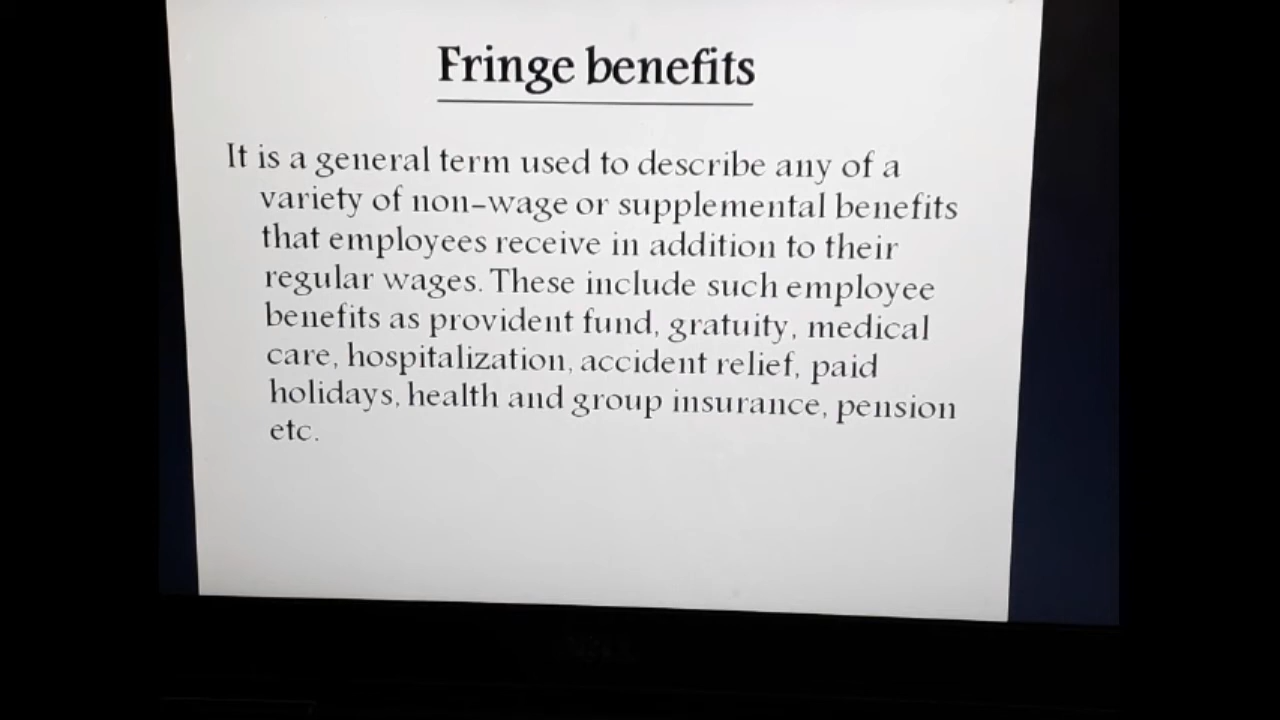 Fringe benefits
It is a general term used to describe any of a
variety of non-wage or supplemental benefits
that employees receive in addition to their
regular wages. These include such employee
benefits as provident fund, gratuity, medical
care, hospitalization, accident relief, paid
holidays, health and group insurance, pension
etc.